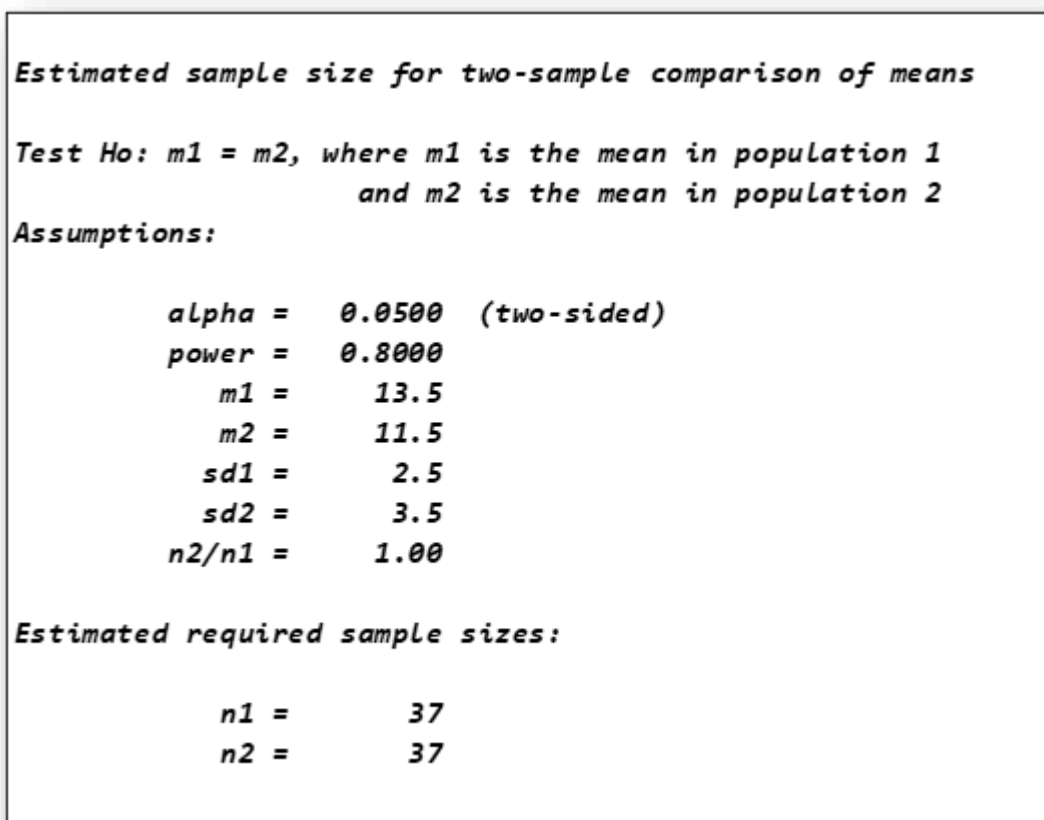 Estimated sample size for two-sample comparison of means
Test Ho: m1 = m2, where m1 is the mean in population 1
and m2 is the mean in population 2
Assumptions:
alpha = 0.0500 (two-sided)
power = 0.8000
m1 = 13.5
m2 = 11.5
sd1 = 2.5
sd2 = 3.5
n2/n1 = 1.00
Estimated required sample sizes:
n1 = 37
n2 = 37